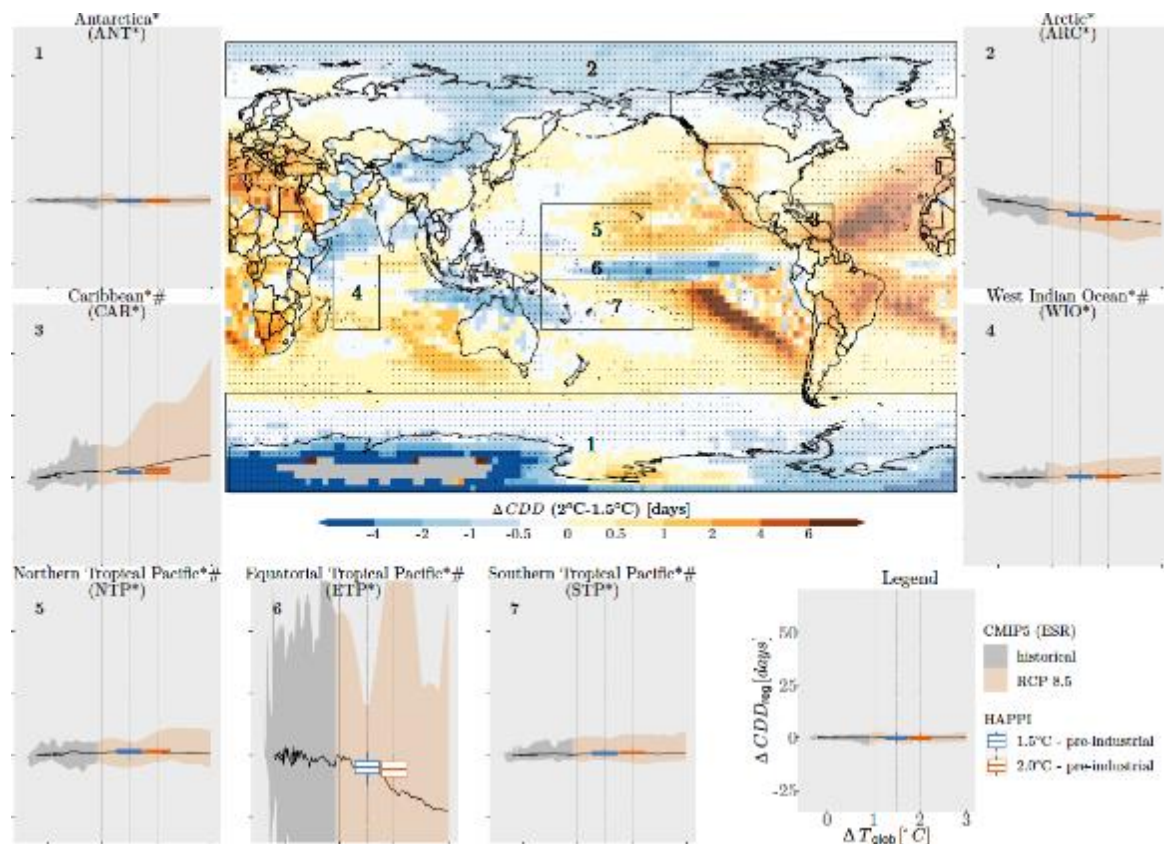 Antarctica*
(ANT*)
1
Arctic*
(ARC*)
2
2
Caribbean*#
(CAR*)
3
3
5
6
4
7
West Indian Ocean*#
(WIO*)
4
1
ΔCDD (2°C-1.5°C) [days]
-4 -2 -1 -0.5 0 0.5 1 2 4 6
Northern Tropical Pacific*#
(NTP*)
5
Equatorial Tropical Pacific*#
(ETP*)
6
Southern Tropical Pacific*#
(STP*)
7
Legend
ΔCDD_reg [days]
50
25
0
-25
0 1 2 3
ΔT_glob [°C]
CMIP5 (ESR)
historical
RCP 8.5
HAPPI
1.5°C - pre-industrial
2.0°C - pre-industrial